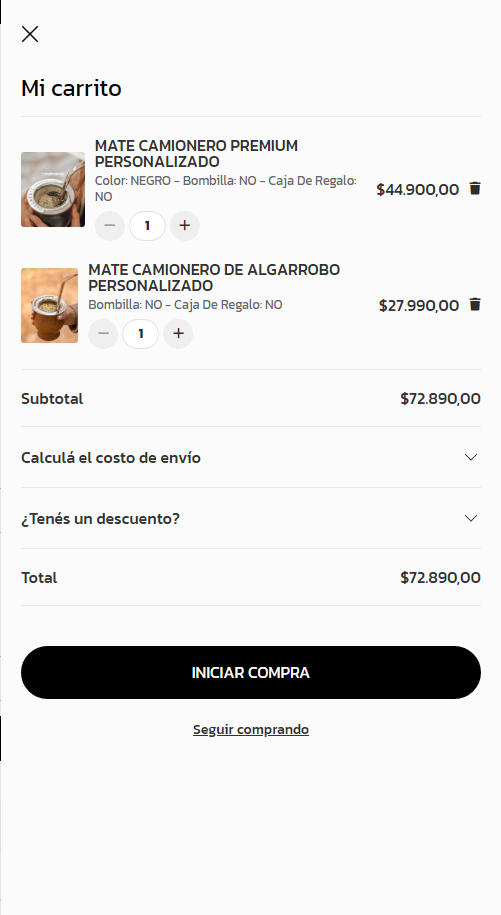 Mi carrito
MATE CAMIONERO PREMIUM
PERSONALIZADO
Color: NEGRO - Bombilla: NO - Caja De Regalo:
NO
$44.900,00
1
MATE CAMIONERO DE ALGARROBO
PERSONALIZADO
Bombilla: NO - Caja De Regalo: NO
$27.990,00
1
Subtotal $72.890,00
Calculá el costo de envío
¿Tenés un descuento?
Total $72.890,00
INICIAR COMPRA
Seguir comprando